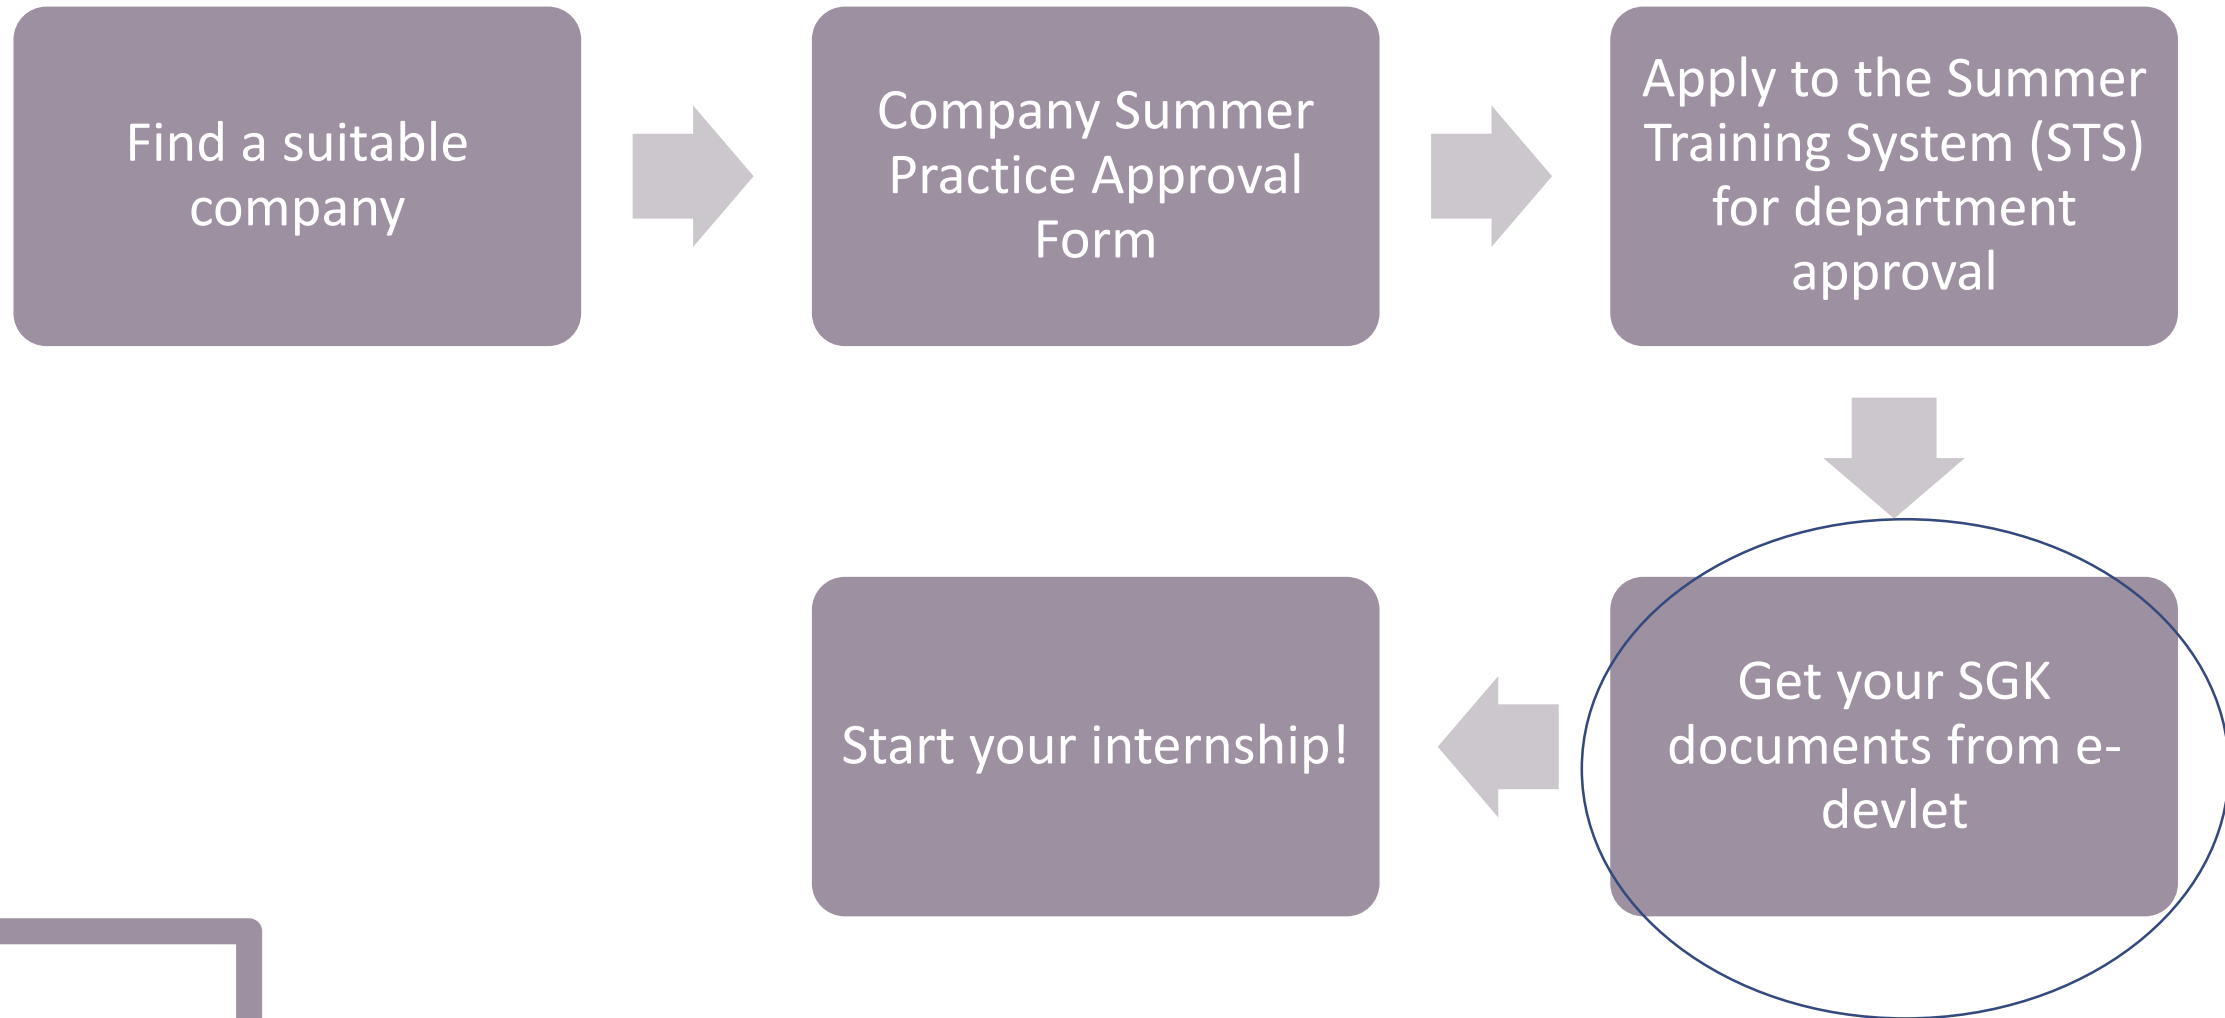 Find a suitable
company
Company Summer
Practice Approval
Form
Apply to the Summer
Training System (STS)
for department
approval
Get your SGK
documents from e-
devlet
Start your internship!